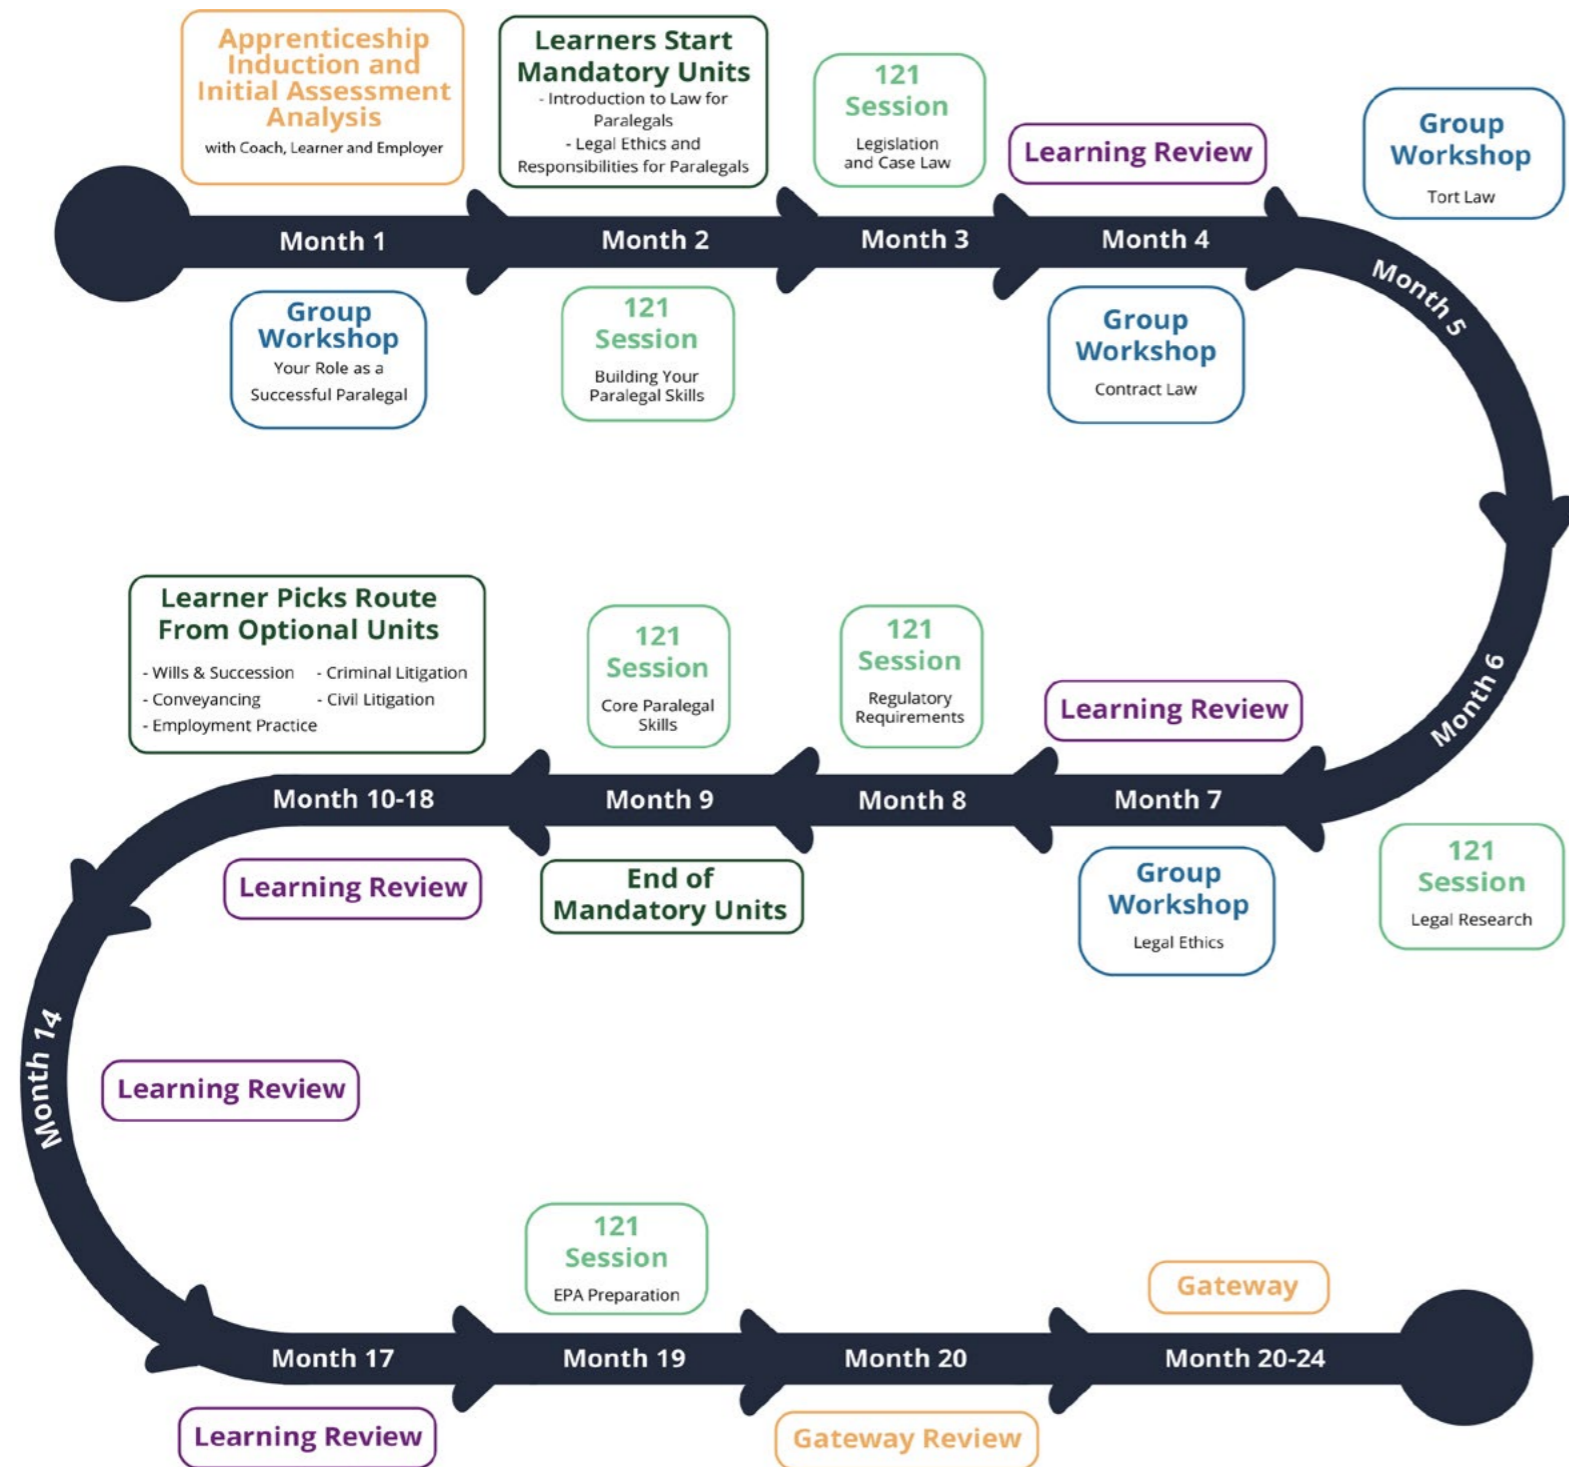 Apprenticeship
Induction and
Initial Assessment
Analysis
with Coach, Learner and Employer
Learners Start
Mandatory Units
- Introduction to Law for
Paralegals
- Legal Ethics and
Responsibilities for Paralegals
121
Session
Legislation
and Case Law
Learning Review
Group
Workshop
Tort Law
Month 1
Month 2
Month 3
Month 4
Month 5
Group
Workshop
Your Role as a
Successful Paralegal
121
Session
Building Your
Paralegal Skills
Group
Workshop
Contract Law
Month 6
Learner Picks Route
From Optional Units
- Wills & Succession - Criminal Litigation
- Conveyancing - Civil Litigation
- Employment Practice
121
Session
Core Paralegal
Skills
121
Session
Regulatory
Requirements
Learning Review
Month 10-18
Month 9
Month 8
Month 7
Learning Review
End of
Mandatory Units
Group
Workshop
Legal Ethics
121
Session
Legal Research
Month 14
Learning Review
121
Session
EPA Preparation
Gateway
Month 17
Month 19
Month 20
Month 20-24
Learning Review
Gateway Review